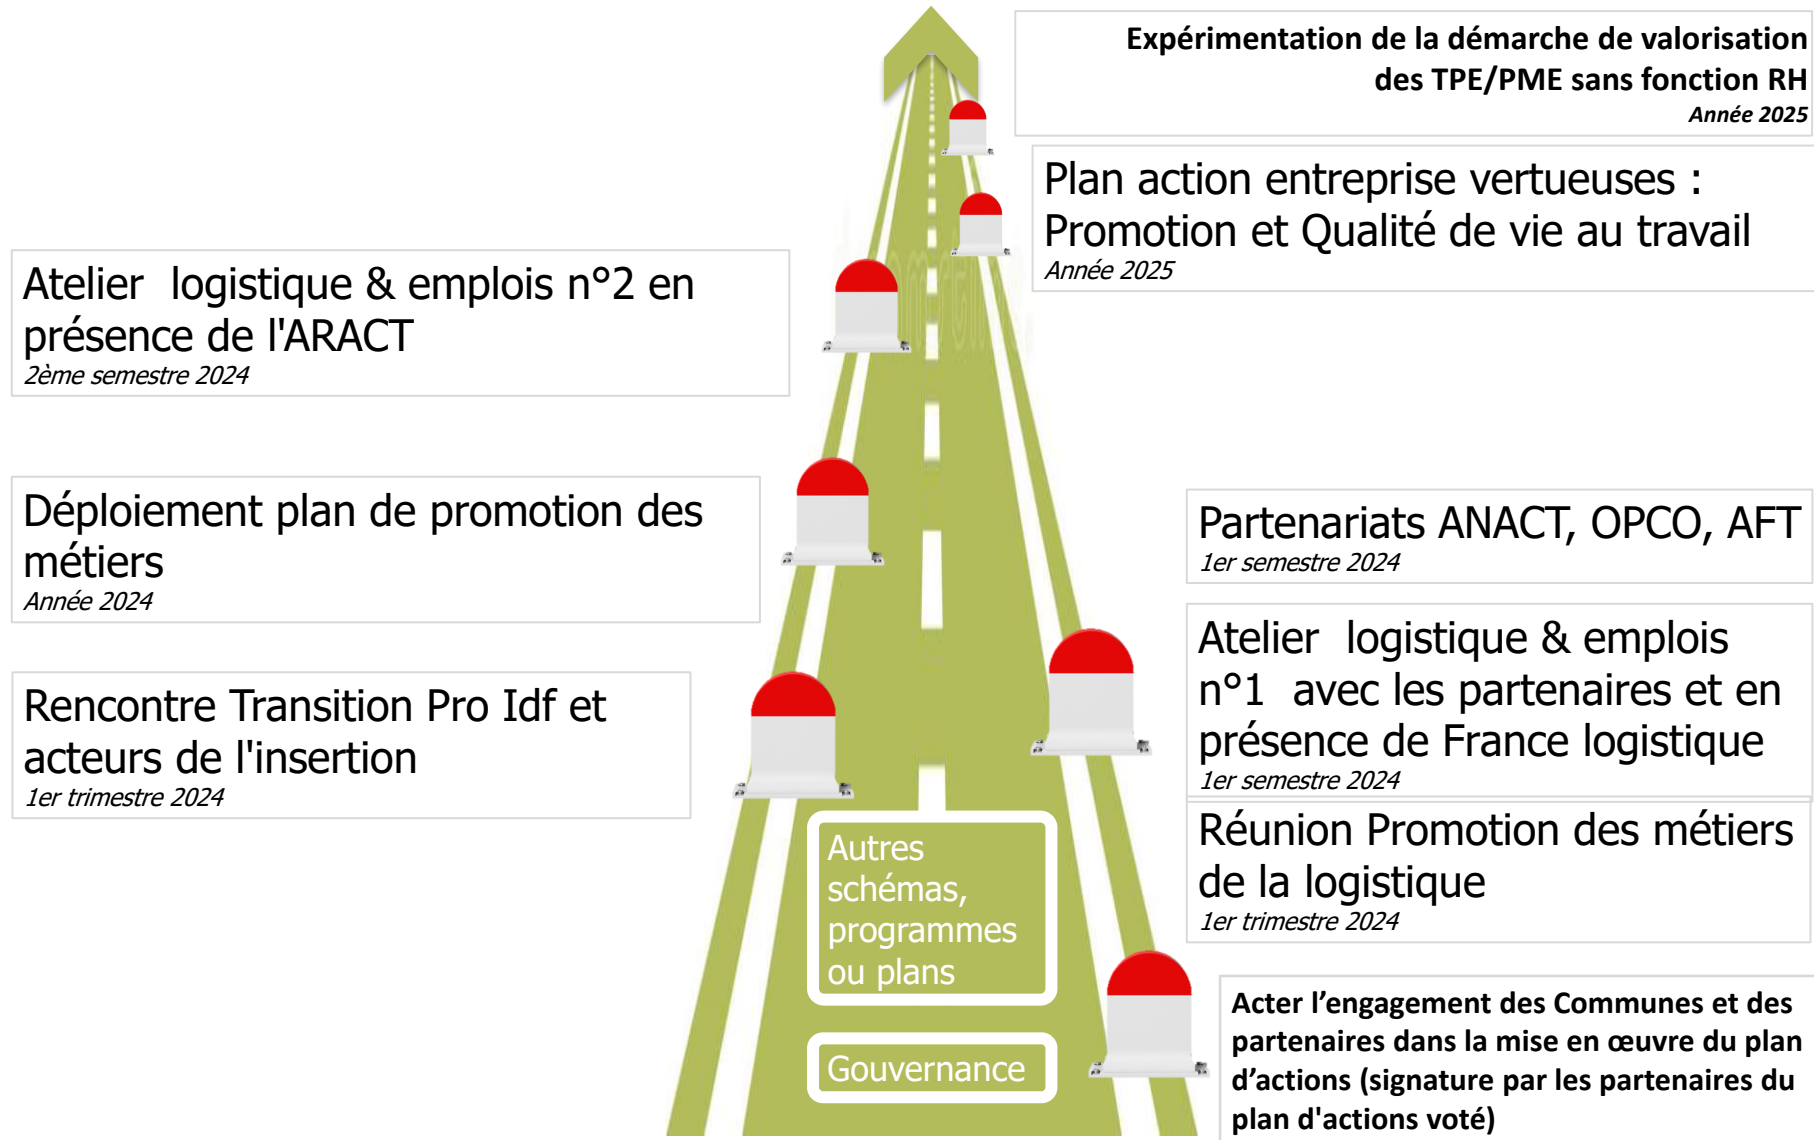 Expérimentation de la démarche de valorisation
des TPE/PME sans fonction RH
Année 2025
Plan action entreprise vertueuses :
Promotion et Qualité de vie au travail
Année 2025
Atelier logistique & emplois n°2 en
présence de l'ARACT
2ème semestre 2024
Déploiement plan de promotion des
métiers
Année 2024
Partenariats ANACT, OPCO, AFT
1er semestre 2024
Rencontre Transition Pro Idf et
acteurs de l'insertion
1er trimestre 2024
Atelier logistique & emplois
n°1 avec les partenaires et en
présence de France logistique
1er semestre 2024
Réunion Promotion des métiers
de la logistique
1er trimestre 2024
Autres
schémas,
programmes
ou plans
Gouvernance
Acter l’engagement des Communes et des
partenaires dans la mise en œuvre du plan
d’actions (signature par les partenaires du
plan d'actions voté)